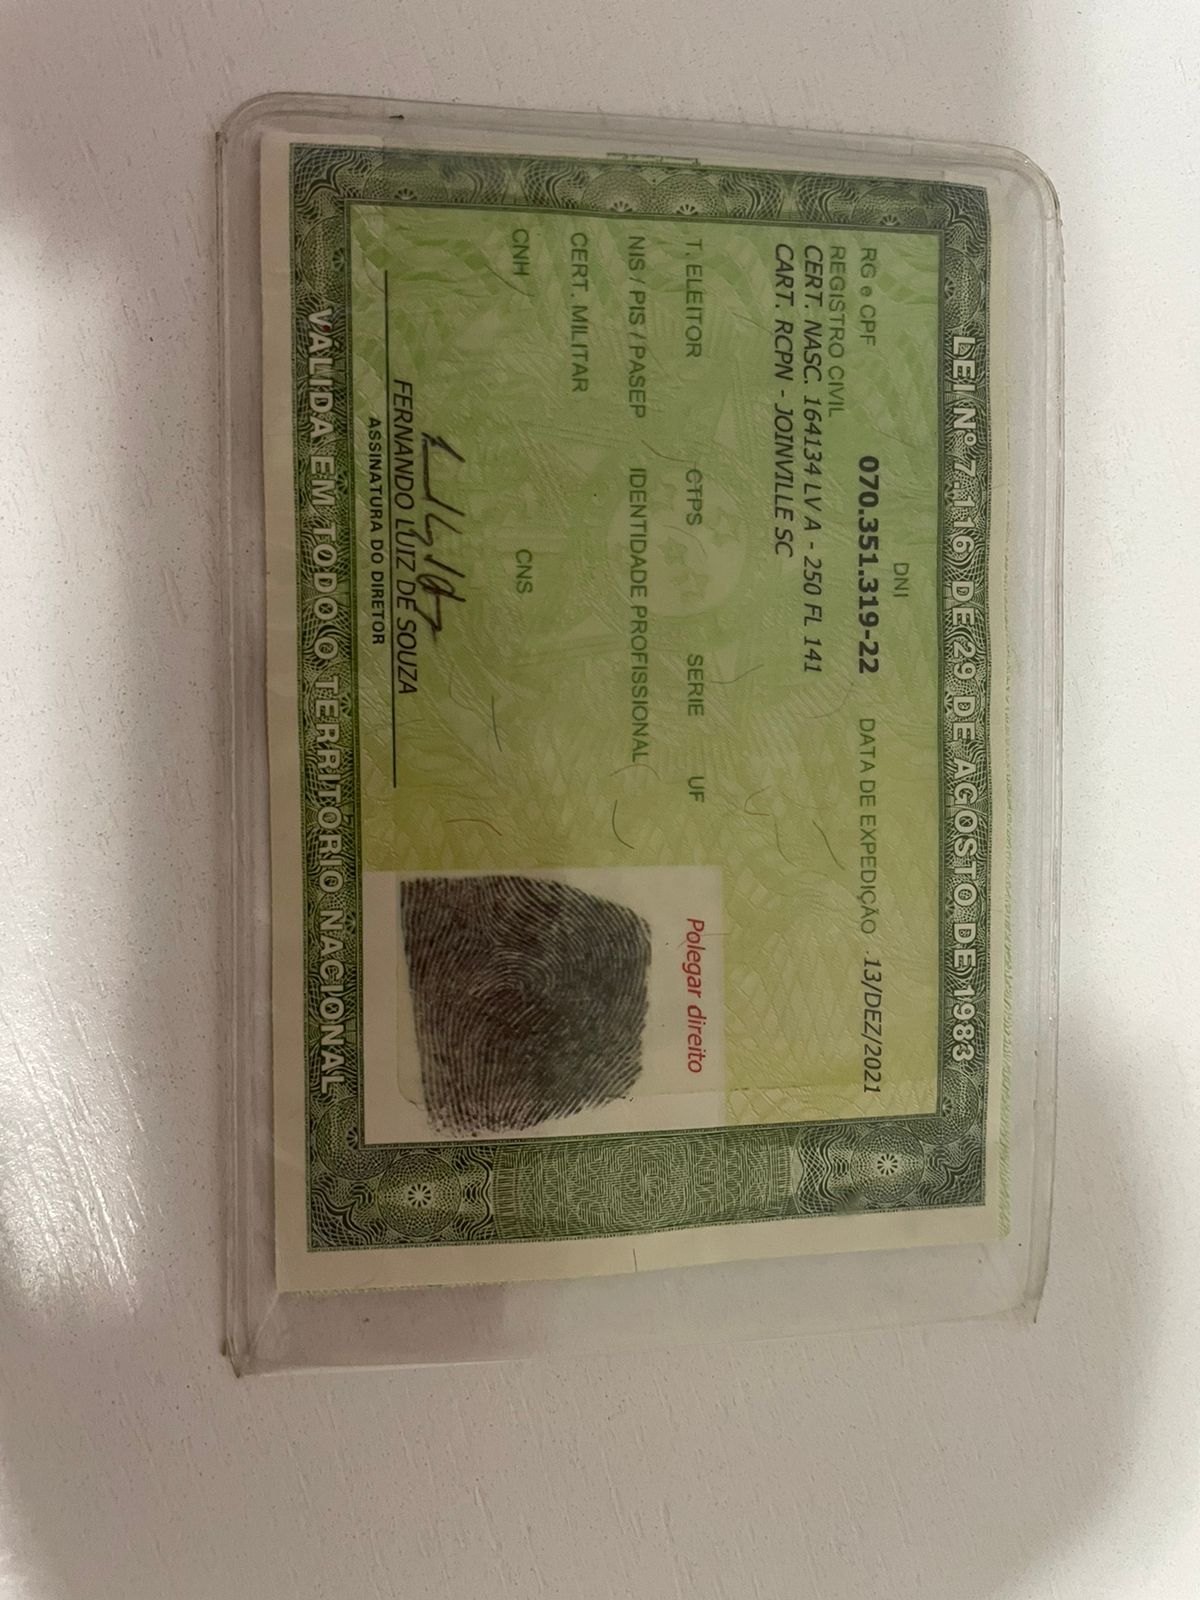 LEI Nº 7.116 DE 29 DE AGOSTO DE 1983
DNI
RG e CPF 070.351.319-22 DATA DE EXPEDIÇÃO 13/DEZ/2021
REGISTRO CIVIL
CERT. NASC. 164134 LV A - 250 FL 141
CART. RCPN - JOINVILLE SC
T. ELEITOR CTPS SERIE UF
NIS / PIS / PASEP IDENTIDADE PROFISSIONAL
CERT. MILITAR
CNH CNS
Polegar direito
FERNANDO LUIZ DE SOUZA
ASSINATURA DO DIRETOR
VÁLIDA EM TODO O TERRITÓRIO NACIONAL